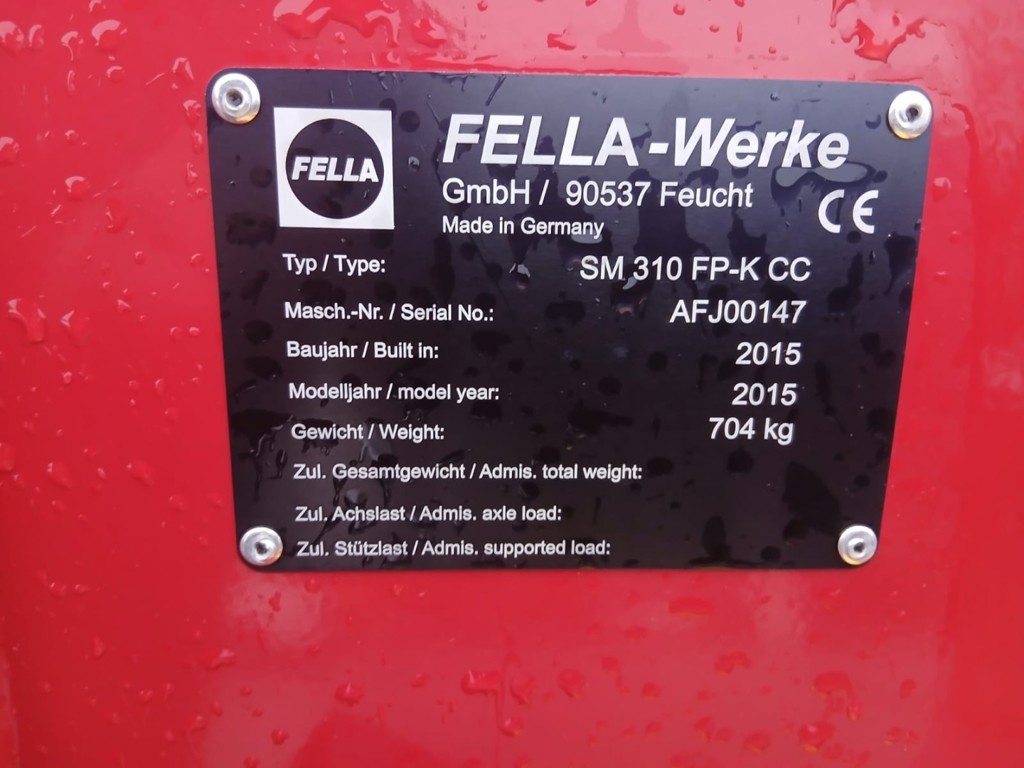 FELLA
FELLA-Werke
GmbH / 90537 Feucht
Made in Germany
CE
Typ / Type: SM 310 FP-K CC
Masch.-Nr. / Serial No.: AFJ00147
Baujahr / Built in: 2015
Modelljahr / model year: 2015
Gewicht / Weight: 704 kg
Zul. Gesamtgewicht / Admis. total weight:
Zul. Achslast / Admis. axle load:
Zul. Stützlast / Admis. supported load: